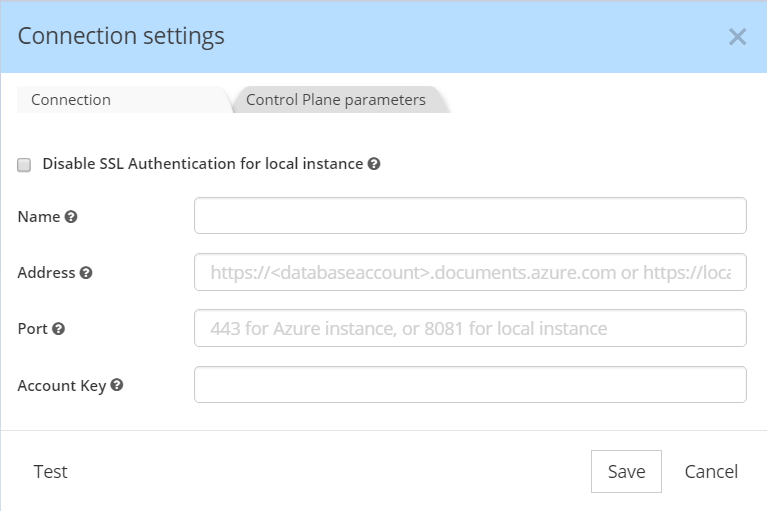 Connection settings
Connection
Control Plane parameters
Disable SSL Authentication for local instance
Name
Address
https://<databaseaccount>.documents.azure.com or https://loca
Port
443 for Azure instance, or 8081 for local instance
Account Key
Test
Save
Cancel